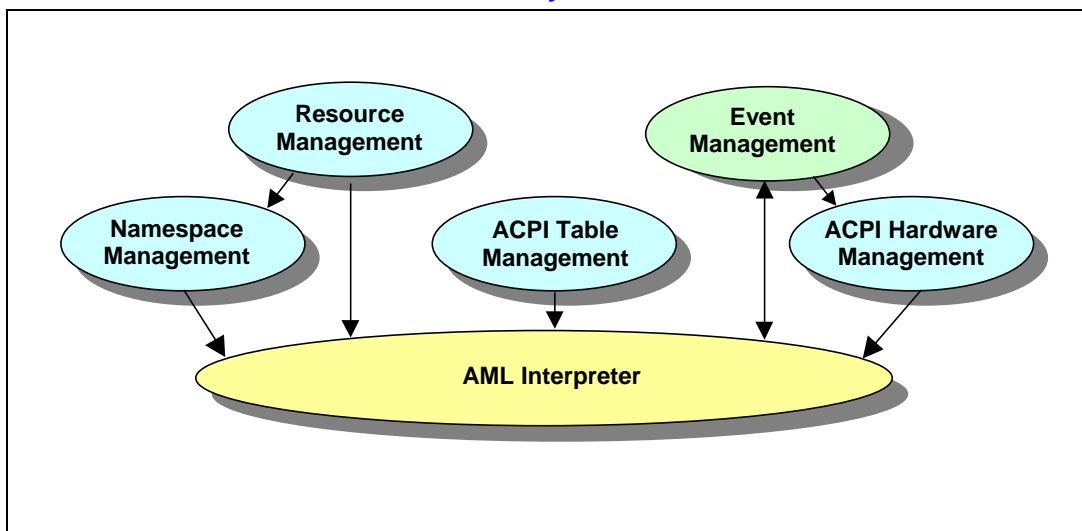 Resource
Management
Event
Management
Namespace
Management
ACPI Table
Management
ACPI Hardware
Management
AML Interpreter